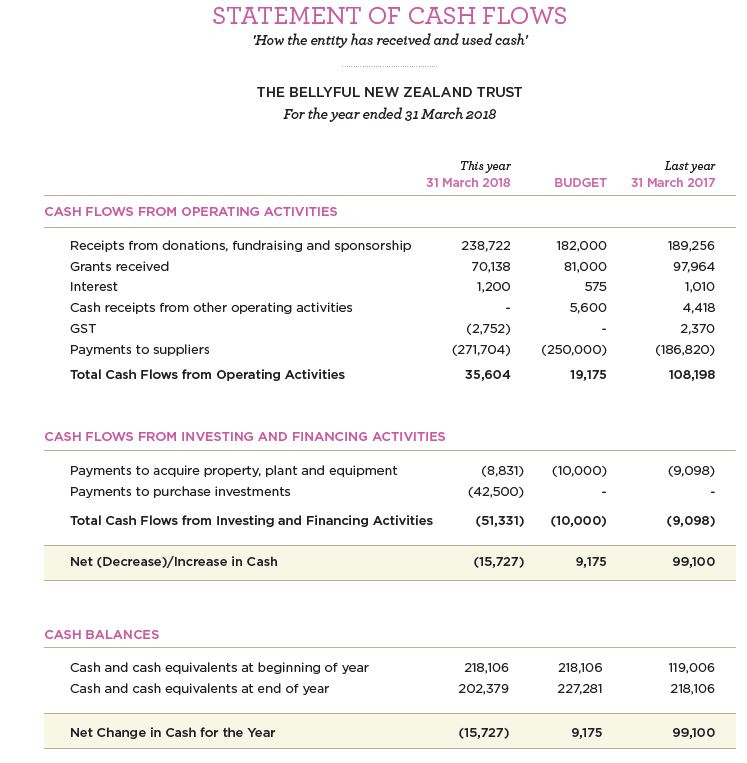 STATEMENT OF CASH FLOWS
'How the entity has received and used cash'
THE BELLYFUL NEW ZEALAND TRUST
For the year ended 31 March 2018
This year Last year
31 March 2018 BUDGET 31 March 2017
CASH FLOWS FROM OPERATING ACTIVITIES
Receipts from donations, fundraising and sponsorship 238,722 182,000 189,256
Grants received 70,138 81,000 97,964
Interest 1,200 575 1,010
Cash receipts from other operating activities - 5,600 4,418
GST (2,752) - 2,370
Payments to suppliers (271,704) (250,000) (186,820)
Total Cash Flows from Operating Activities 35,604 19,175 108,198
CASH FLOWS FROM INVESTING AND FINANCING ACTIVITIES
Payments to acquire property, plant and equipment (8,831) (10,000) (9,098)
Payments to purchase investments (42,500) - -
Total Cash Flows from Investing and Financing Activities (51,331) (10,000) (9,098)
Net (Decrease)/Increase in Cash (15,727) 9,175 99,100
CASH BALANCES
Cash and cash equivalents at beginning of year 218,106 218,106 119,006
Cash and cash equivalents at end of year 202,379 227,281 218,106
Net Change in Cash for the Year (15,727) 9,175 99,100